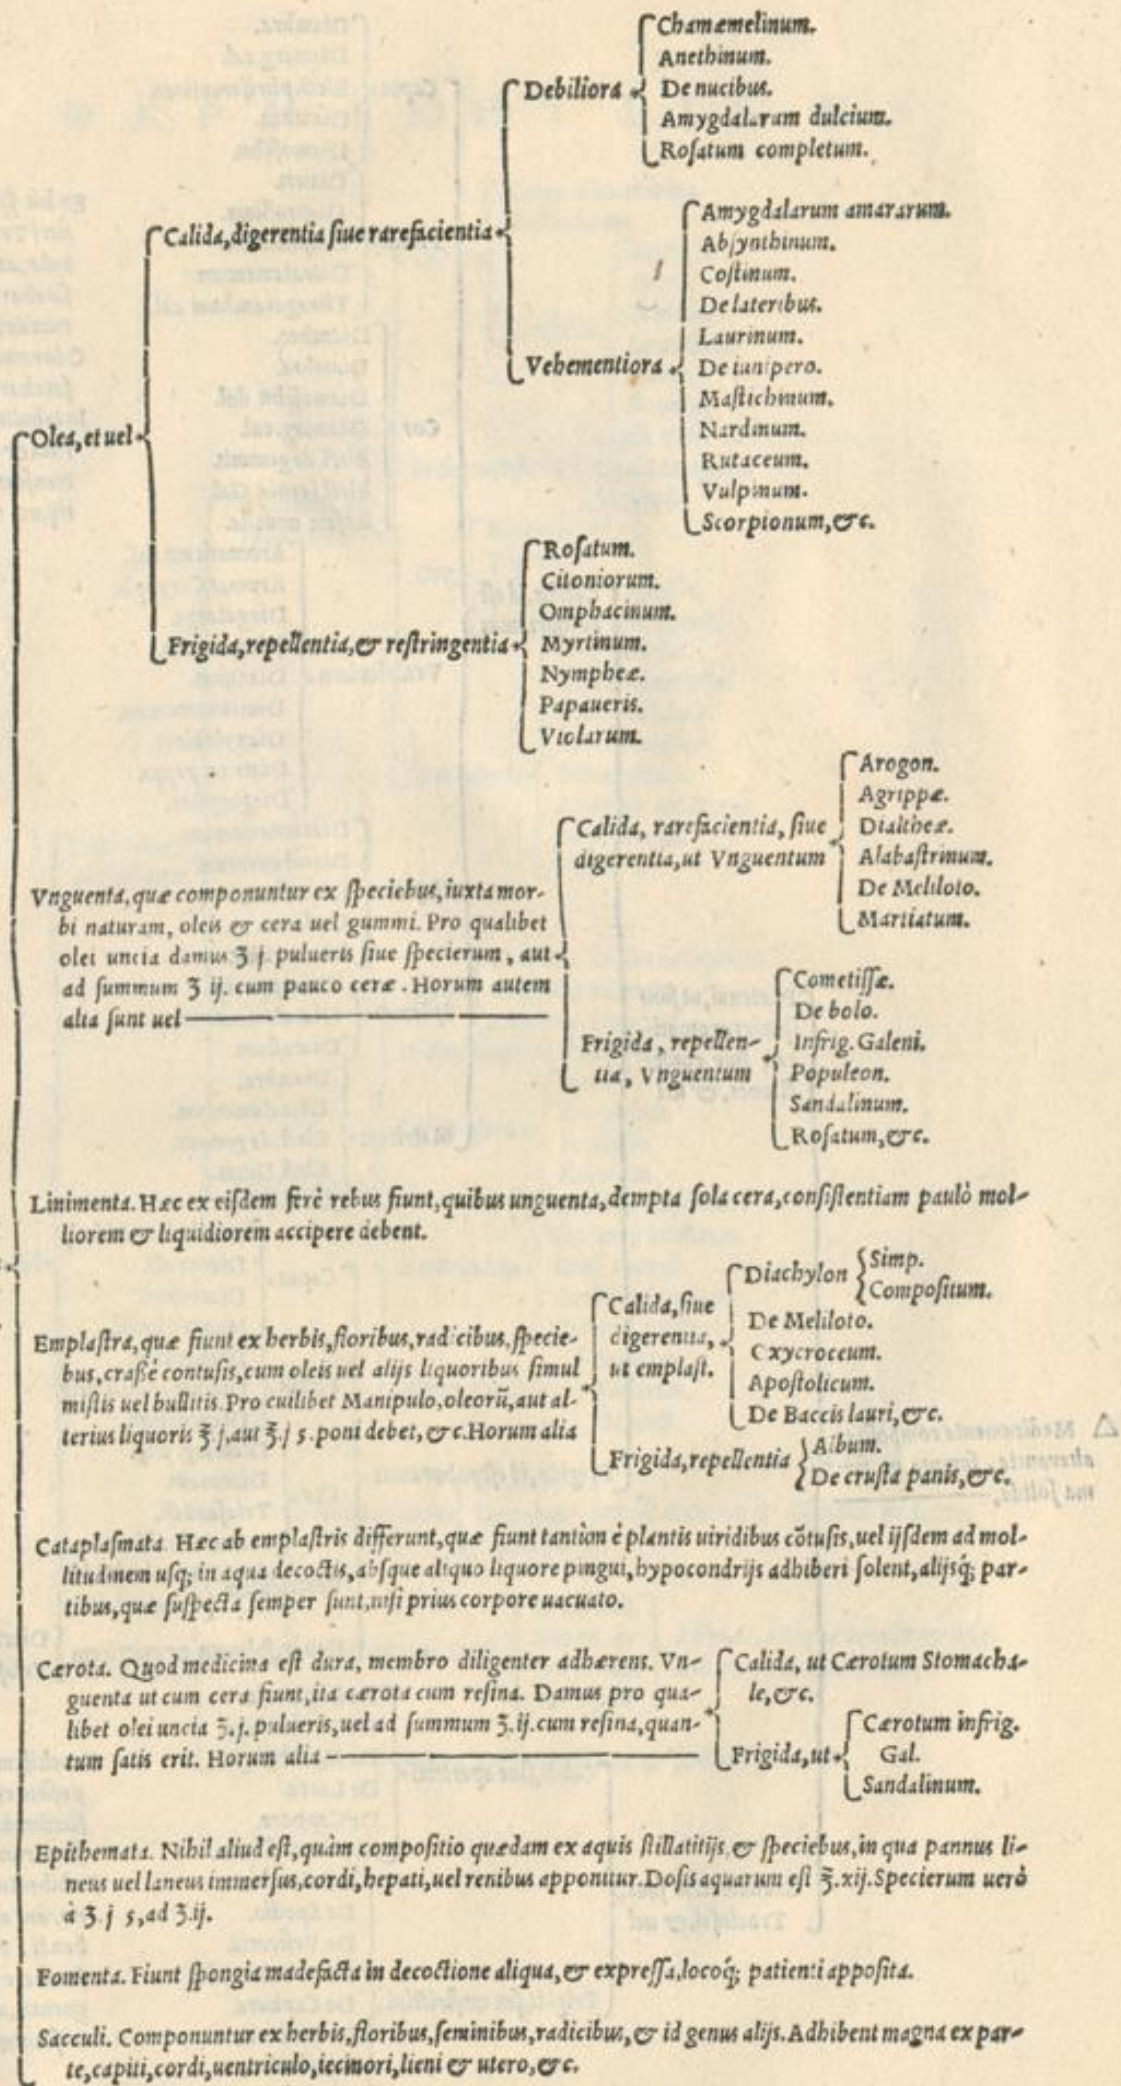 Chamæmelinum.
Anethinum.
Debiliora
De nucibus.
Amygdalarum dulcium.
Roſatum completum.
Calida, digerentia ſiue rarefacientia
Amygdalarum amararum.
Abſynthinum.
Coſtinum.
De lateribus.
Laurinum.
Vehementiora
De iunipero.
Maſtichinum.
Nardinum.
Rutaceum.
Vulpinum.
Scorpionum, &c.
Olea, et uel
Roſatum.
Citoniorum.
Omphacinum.
Frigida, repellentia, & reſtringentia
Myrtinum.
Nympheæ.
Papaueris.
Violarum.
Arogon.
Agrippæ.
Calida, rarefacientia, ſiue
digerentia, ut Vnguentum
Dialtheæ.
Alabaſtrinum.
De Meliloto.
Martiatum.
Vnguenta, quæ componuntur ex ſpeciebus, iuxta mor-
bi naturam, oleis & cera uel gummi. Pro qualibet
olei uncia damus ʒ j. pulueris ſiue ſpecierum, aut
ad ſummum ʒ ij. cum pauco ceræ. Horum autem
alia ſunt uel
Cometiſſæ.
De bolo.
Frigida, repellen-
tia, Vnguentum
Infrig. Galeni.
Populeon.
Sandalinum.
Roſatum, &c.
Linimenta. Hæc ex eiſdem ferè rebus fiunt, quibus unguenta, dempta ſola cera, conſiſtentiam paulò mol-
liorem & liquidiorem accipere debent.
Diachylon
Simp.
Compoſitum.
Calida, ſiue
digerentia,
ut emplaſt.
De Meliloto.
Oxycroceum.
Apoſtolicum.
De Baccis lauri, &c.
Emplaſtra, quæ fiunt ex herbis, floribus, radicibus, ſpecie-
bus, craßè contuſis, cum oleis uel alijs liquoribus ſimul
miſtis uel bullitis. Pro cuilibet Manipulo, oleorũ, aut al-
terius liquoris ℥ j, aut ℥. j s. poni debet, &c. Horum alia
Frigida, repellentia
Album.
De cruſta panis, &c.
Cataplaſmata. Hæc ab emplaſtris differunt, quæ fiunt tantùm è plantis uiridibus cõtuſis, uel ijſdem ad mol-
litudinem uſq; in aqua decoctis, abſque aliquo liquore pingui, hypocondrijs adhiberi ſolent, alijsq́; par-
tibus, quæ ſuſpecta ſemper ſunt, niſi prius corpore uacuato.
Cærota. Quod medicina eſt dura, membro diligenter adhærens. Vn-
guenta ut cum cera fiunt, ita cærota cum reſina. Damus pro qua-
libet olei uncia ʒ. j. pulueris, uel ad ſummum ʒ. ij. cum reſina, quan-
tum ſatis erit. Horum alia
Calida, ut Cærotum Stomacha-
le, &c.
Frigida, ut
Cærotum infrig.
Gal.
Sandalinum.
Epithemata. Nihil aliud eſt, quàm compoſitio quædam ex aquis ſtillatitijs & ſpeciebus, in qua pannus li-
neus uel laneus immerſus, cordi, hepati, uel renibus apponitur. Doſis aquarum eſt ℥. xij. Specierum uerò
à ʒ. j s, ad ʒ. ij.
Fomenta. Fiunt ſpongia madefacta in decoctione aliqua, & expreſſa, locoq́; patienti appoſita.
Sacculi. Componuntur ex herbis, floribus, ſeminibus, radicibus, & id genus alijs. Adhibent magna ex par-
te, capiti, cordi, uentriculo, iecinori, lieni & utero, &c.